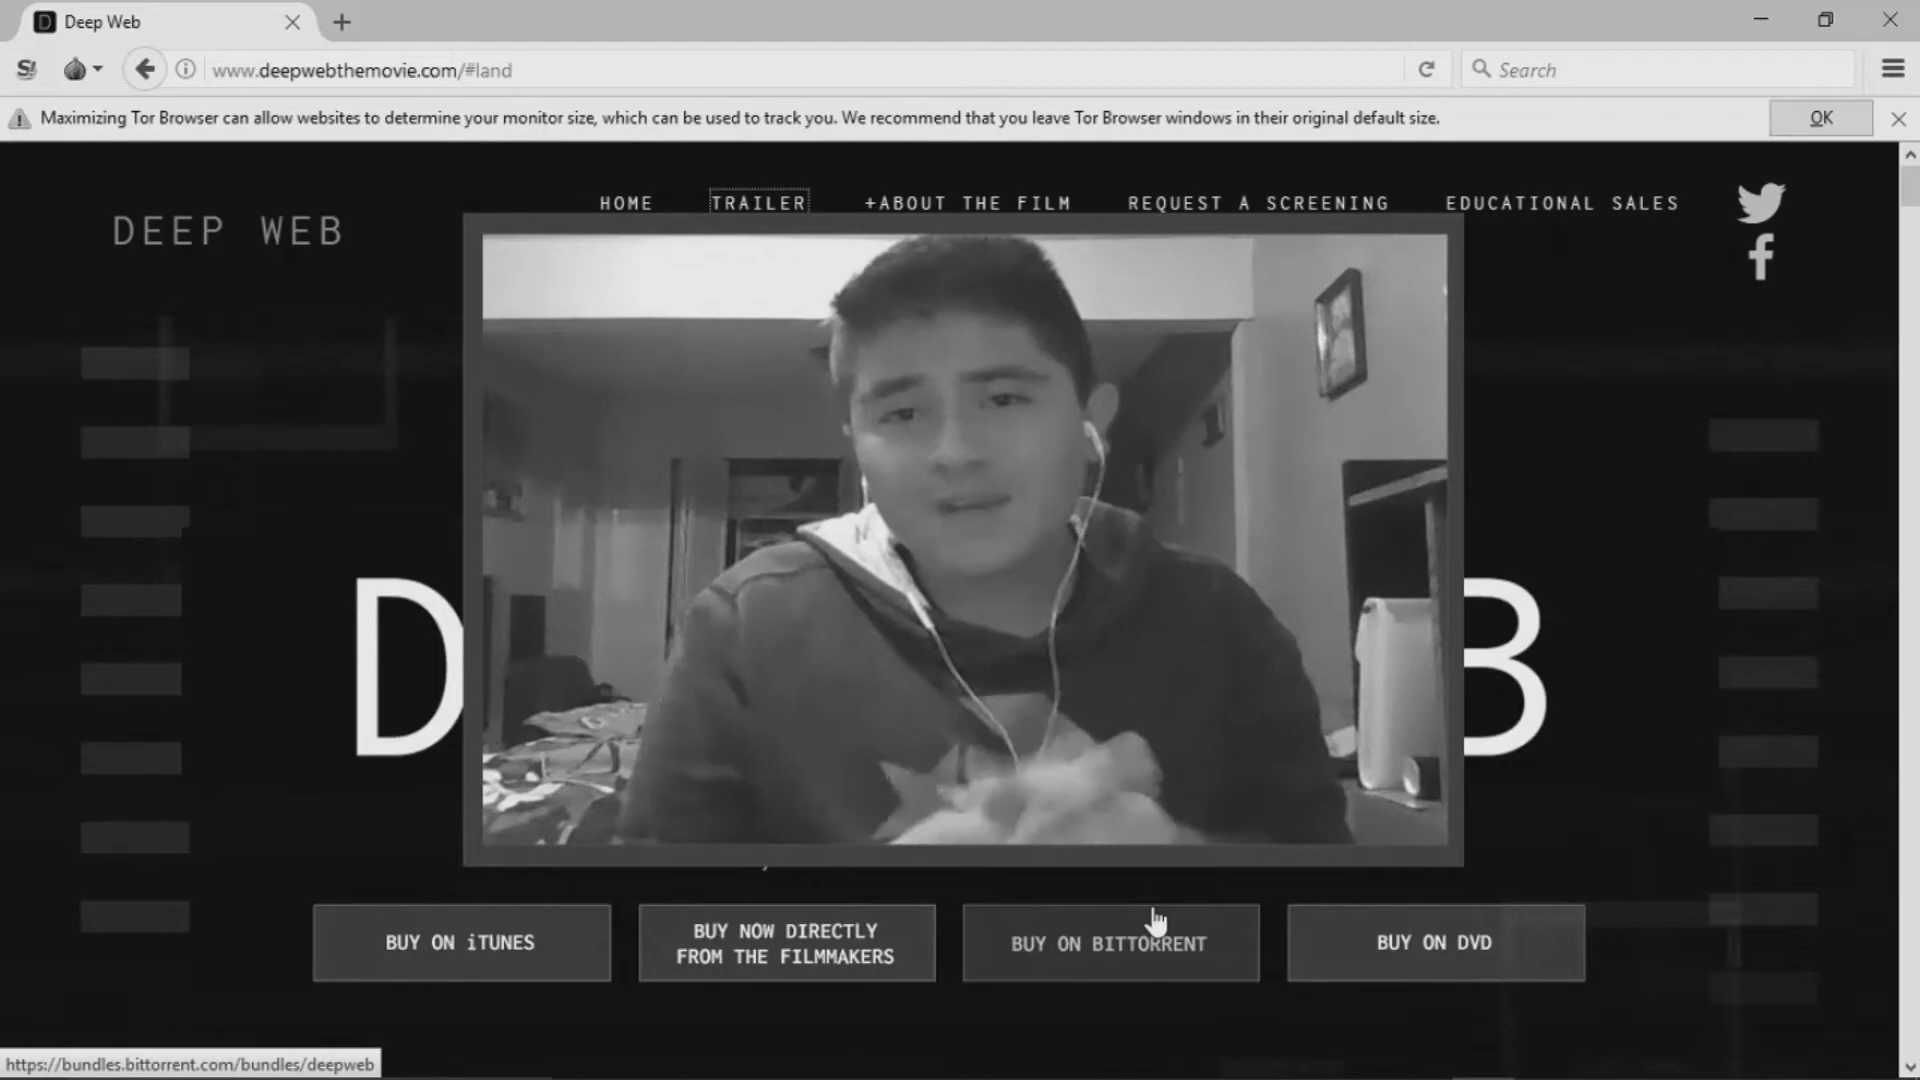 Deep Web
www.deepwebthemovie.com/#land
Search
Maximizing Tor Browser can allow websites to determine your monitor size, which can be used to track you. We recommend that you leave Tor Browser windows in their original default size.
OK
DEEP WEB
HOME
TRAILER
+ABOUT THE FILM
REQUEST A SCREENING
EDUCATIONAL SALES
D
B
BUY ON iTUNES
BUY NOW DIRECTLY
FROM THE FILMMAKERS
BUY ON BITTORRENT
BUY ON DVD
https://bundles.bittorrent.com/bundles/deepweb